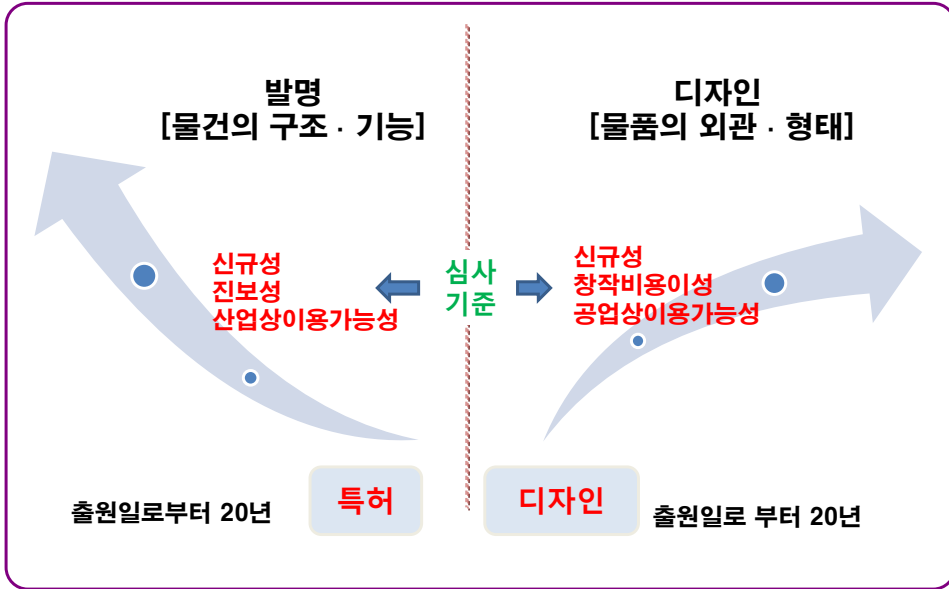 발명
[물건의 구조 · 기능]
신규성
진보성
산업상이용가능성
특허
출원일로부터 20년
심사
기준
디자인
[물품의 외관 · 형태]
신규성
창작비용이성
공업상이용가능성
디자인
출원일로 부터 20년